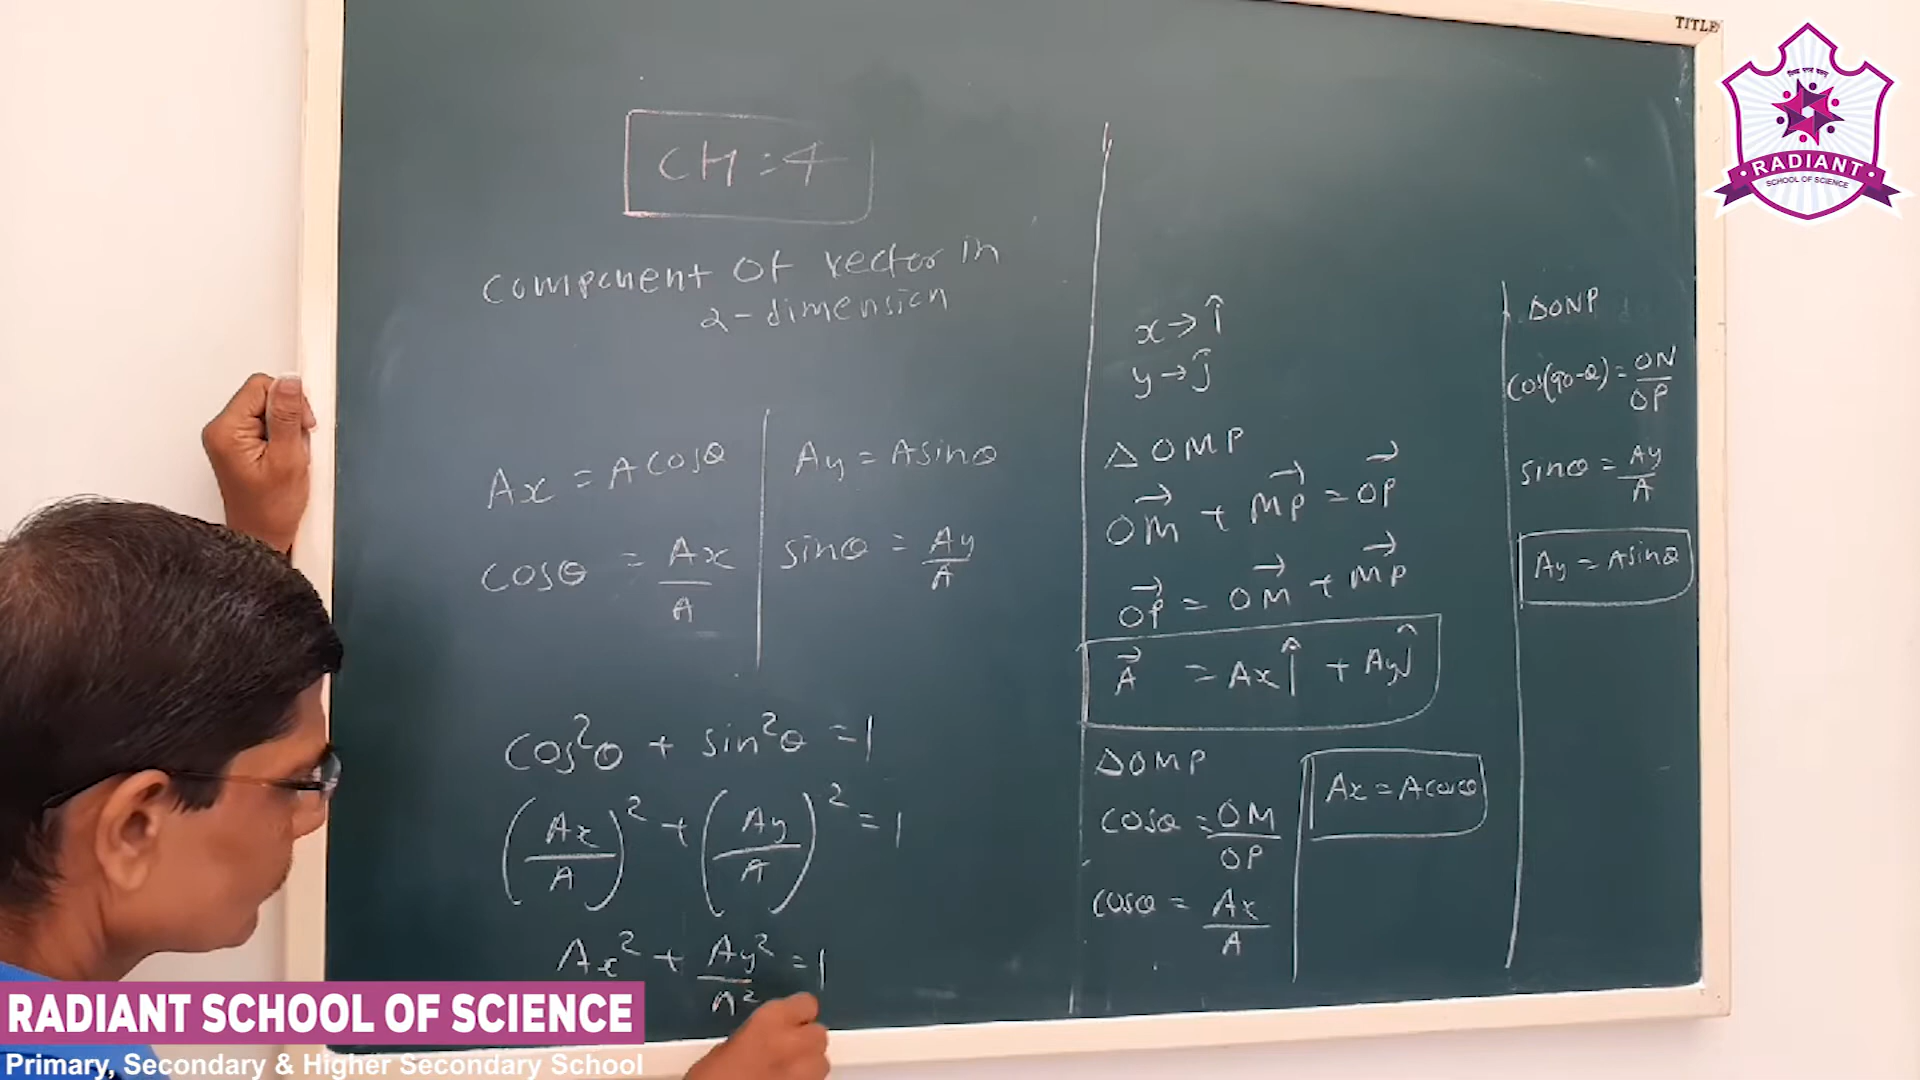 TITLE
RADIANT
SCHOOL OF SCIENCE
CH:4
Component of vector in
2-dimension
Ax = A cosθ
cosθ = Ax/A
Ay = A sinθ
sinθ = Ay/A
cos²θ + sin²θ = 1
(Ax/A)² + (Ay/A)² = 1
Ax² + Ay²/A² = 1
x → î
y → ĵ
Δ OMP
OM⃗ + MP⃗ = OP⃗
OP⃗ = OM⃗ + MP⃗
A⃗ = Ax î + Ay ĵ
ΔOMP
cosθ = OM/OP
cosθ = Ax/A
Ax = A cosθ
ΔONP
cos(90-θ) = ON/OP
sinθ = Ay/A
Ay = A sinθ
RADIANT SCHOOL OF SCIENCE
Primary, Secondary & Higher Secondary School